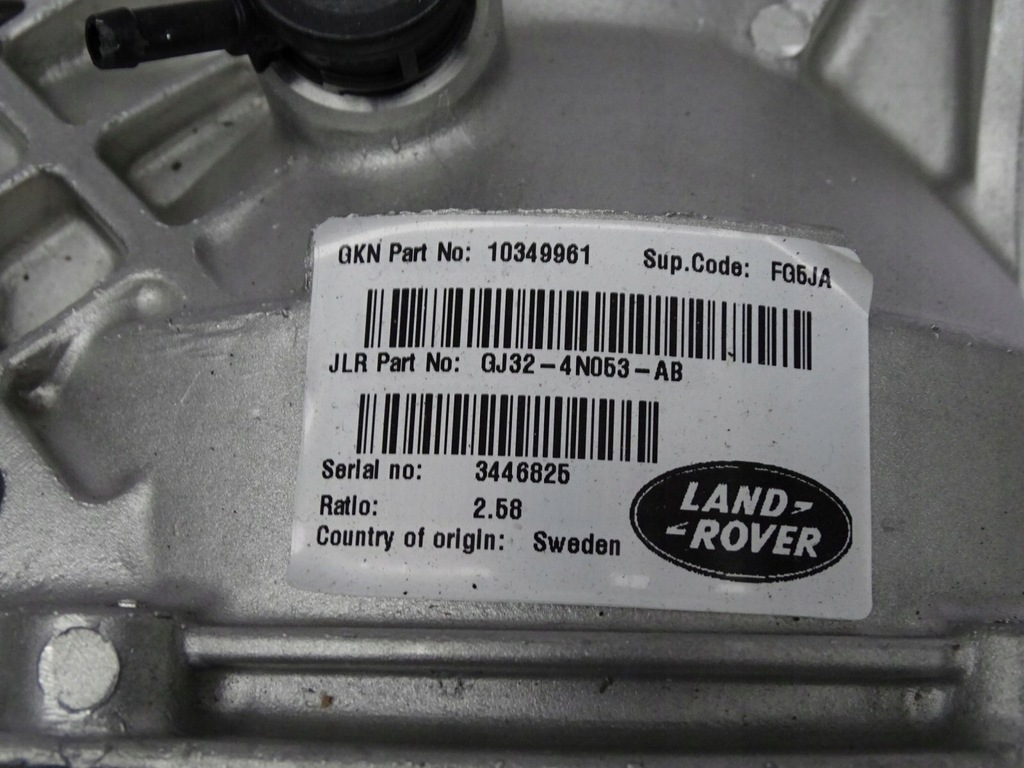 GKN Part No: 10349961 Sup.Code: FG5JA
JLR Part No: GJ32-4N053-AB
Serial no: 3446825
Ratio: 2.58
Country of origin: Sweden
LAND-
-ROVER